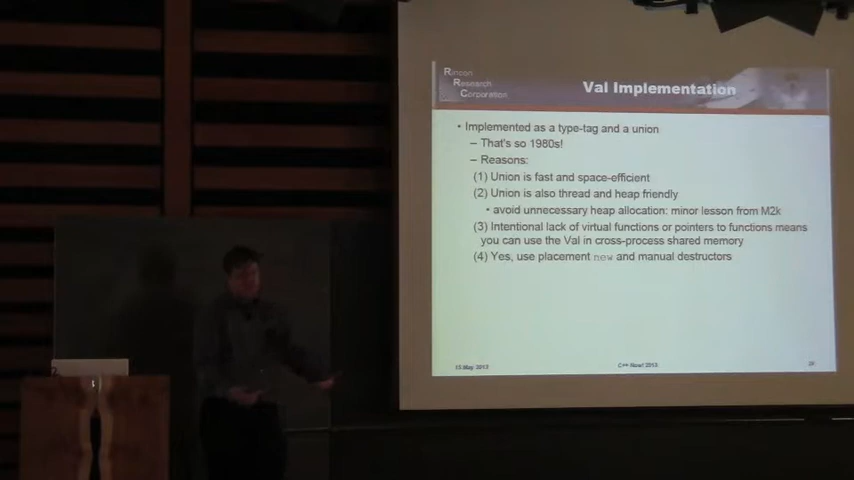 Rincon
Research
Corporation
Val Implementation
• Implemented as a type-tag and a union
– That's so 1980s!
– Reasons:
(1) Union is fast and space-efficient
(2) Union is also thread and heap friendly
• avoid unnecessary heap allocation: minor lesson from M2k
(3) Intentional lack of virtual functions or pointers to functions means
you can use the Val in cross-process shared memory
(4) Yes, use placement new and manual destructors
C++ Now! 2013